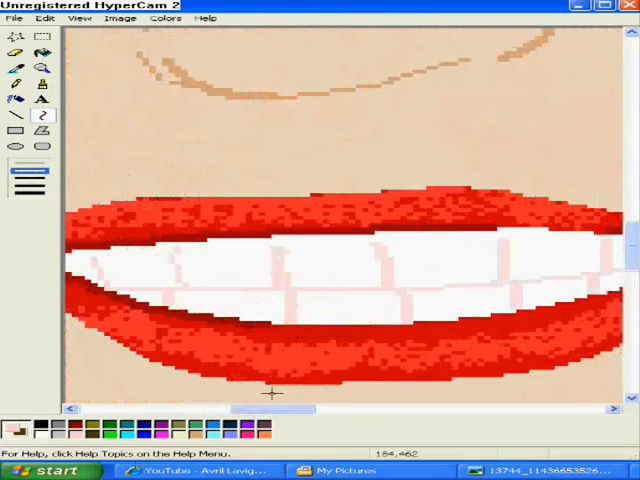 Unregistered HyperCam 2
File Edit View Image Colors Help
A
For Help, click Help Topics on the Help Menu.
184,462
start
YouTube - Avril Lavig...
My Pictures
13744_11436653526...